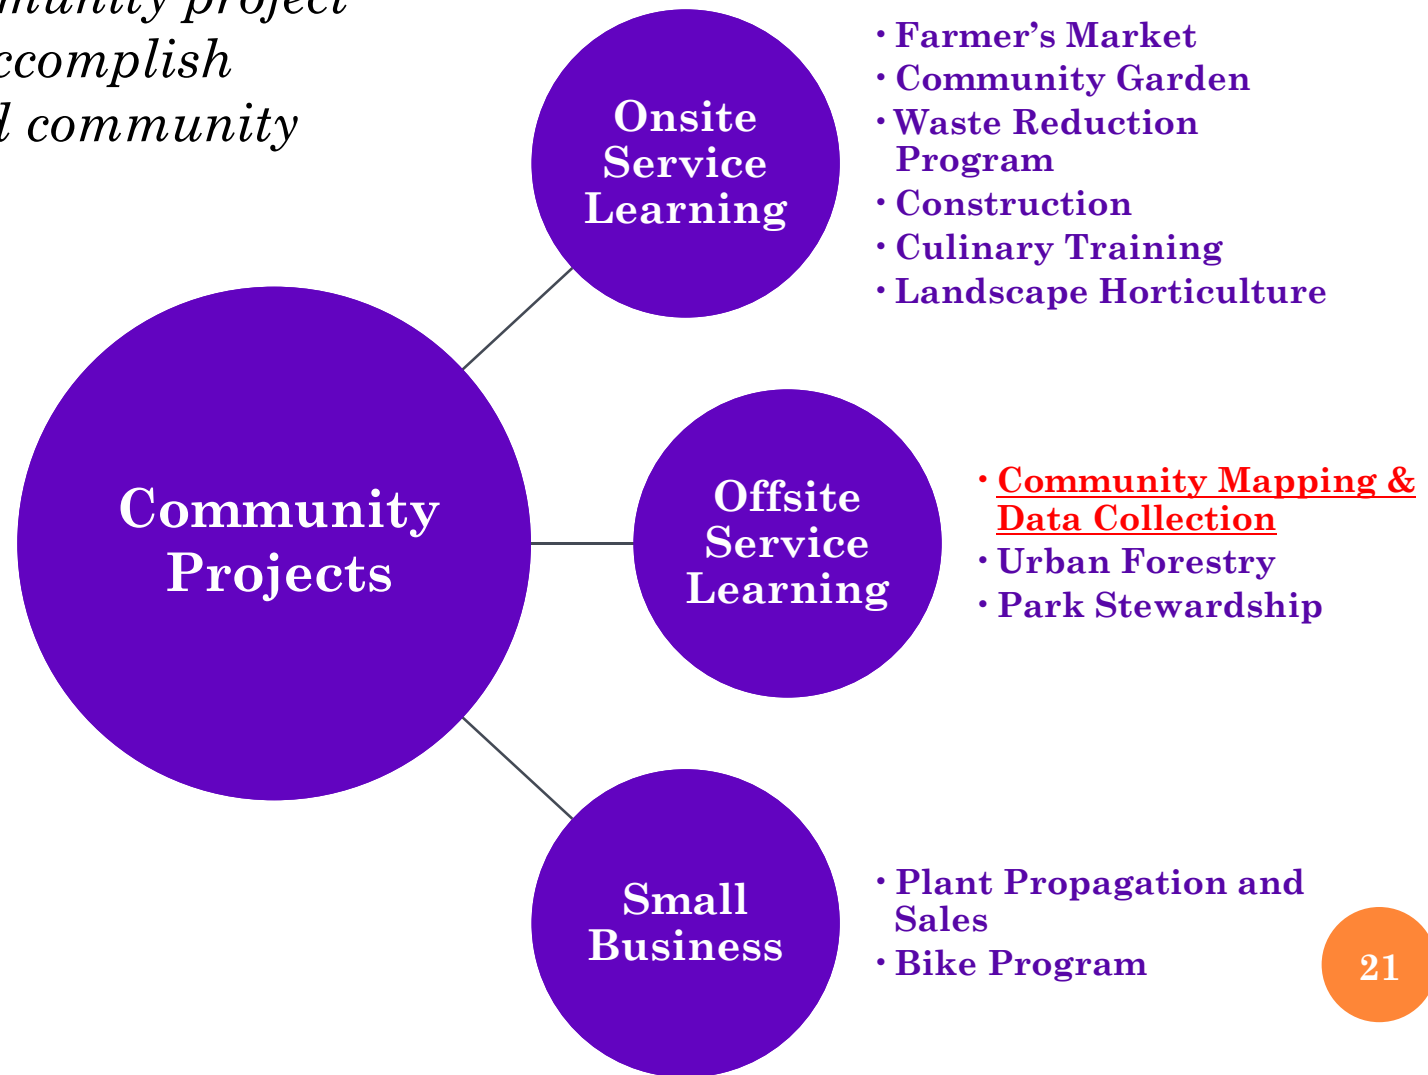 project
ccomplish
community
Onsite
Service
Learning
• Farmer’s Market
• Community Garden
• Waste Reduction
Program
• Construction
• Culinary Training
• Landscape Horticulture
Community
Projects
Offsite
Service
Learning
• Community Mapping &
Data Collection
• Urban Forestry
• Park Stewardship
Small
Business
• Plant Propagation and
Sales
• Bike Program
21